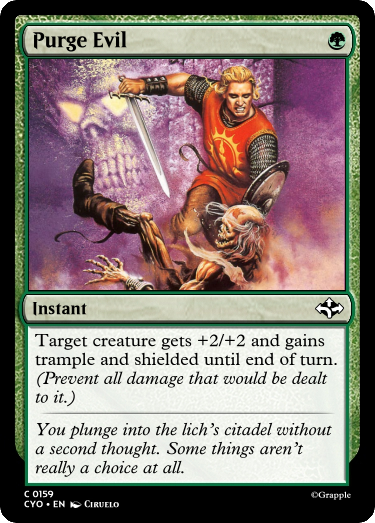 Purge Evil
Instant
Target creature gets +2/+2 and gains
trample and shielded until end of turn.
(Prevent all damage that would be dealt
to it.)
You plunge into the lich's citadel without
a second thought. Some things aren't
really a choice at all.
C 0159
CYO • EN Ciruelo
©Grapple